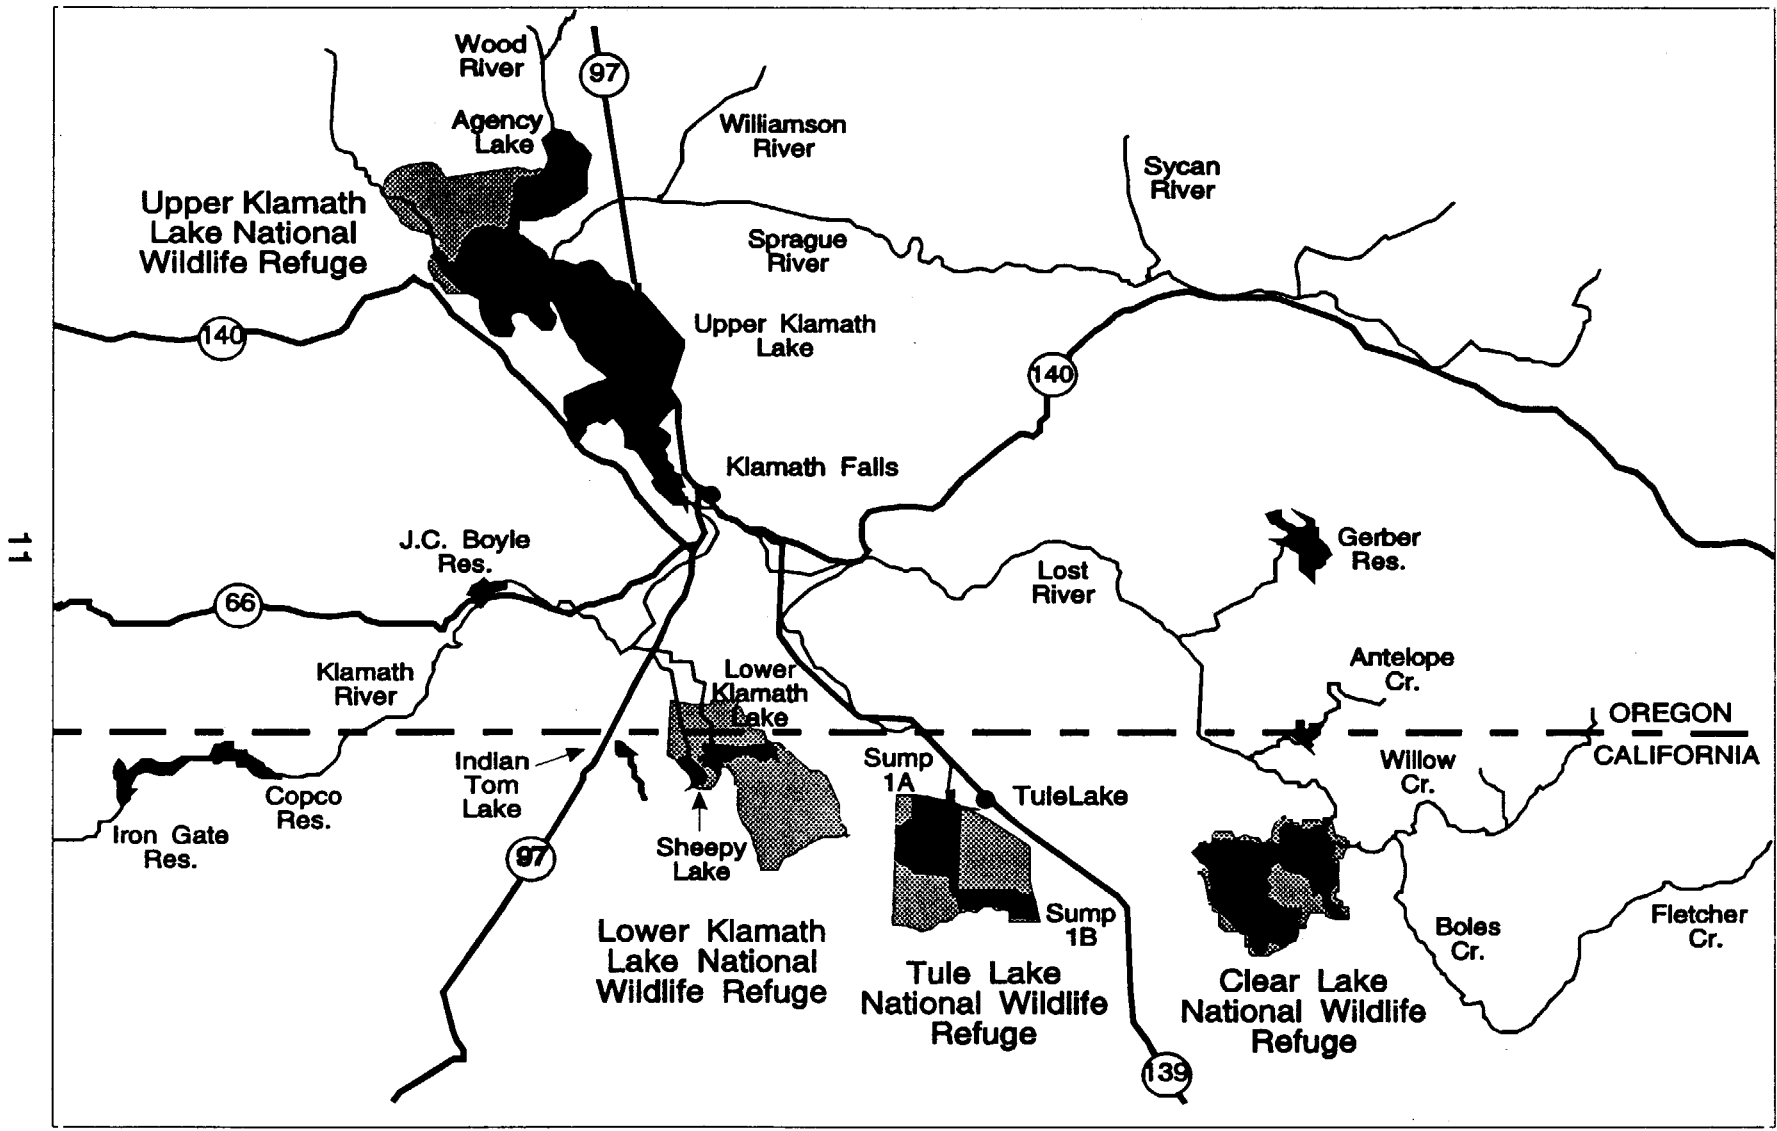 Wood
River
97
Agency
Lake
Williamson
River
Sycan
River
Upper Klamath
Lake National
Wildlife Refuge
Sprague
River
140
Upper Klamath
Lake
140
Klamath Falls
11
J.C. Boyle
Res.
Gerber
Res.
Lost
River
66
Klamath
River
Lower
Klamath
Lake
Antelope
Cr.
OREGON
CALIFORNIA
Indian
Tom
Lake
Sump
1A
Willow
Cr.
Copco
Res.
TuleLake
Iron Gate
Res.
Sheepy
Lake
97
Sump
1B
Boles
Cr.
Fletcher
Cr.
Lower Klamath
Lake National
Wildlife Refuge
Tule Lake
National Wildlife
Refuge
Clear Lake
National Wildlife
Refuge
139